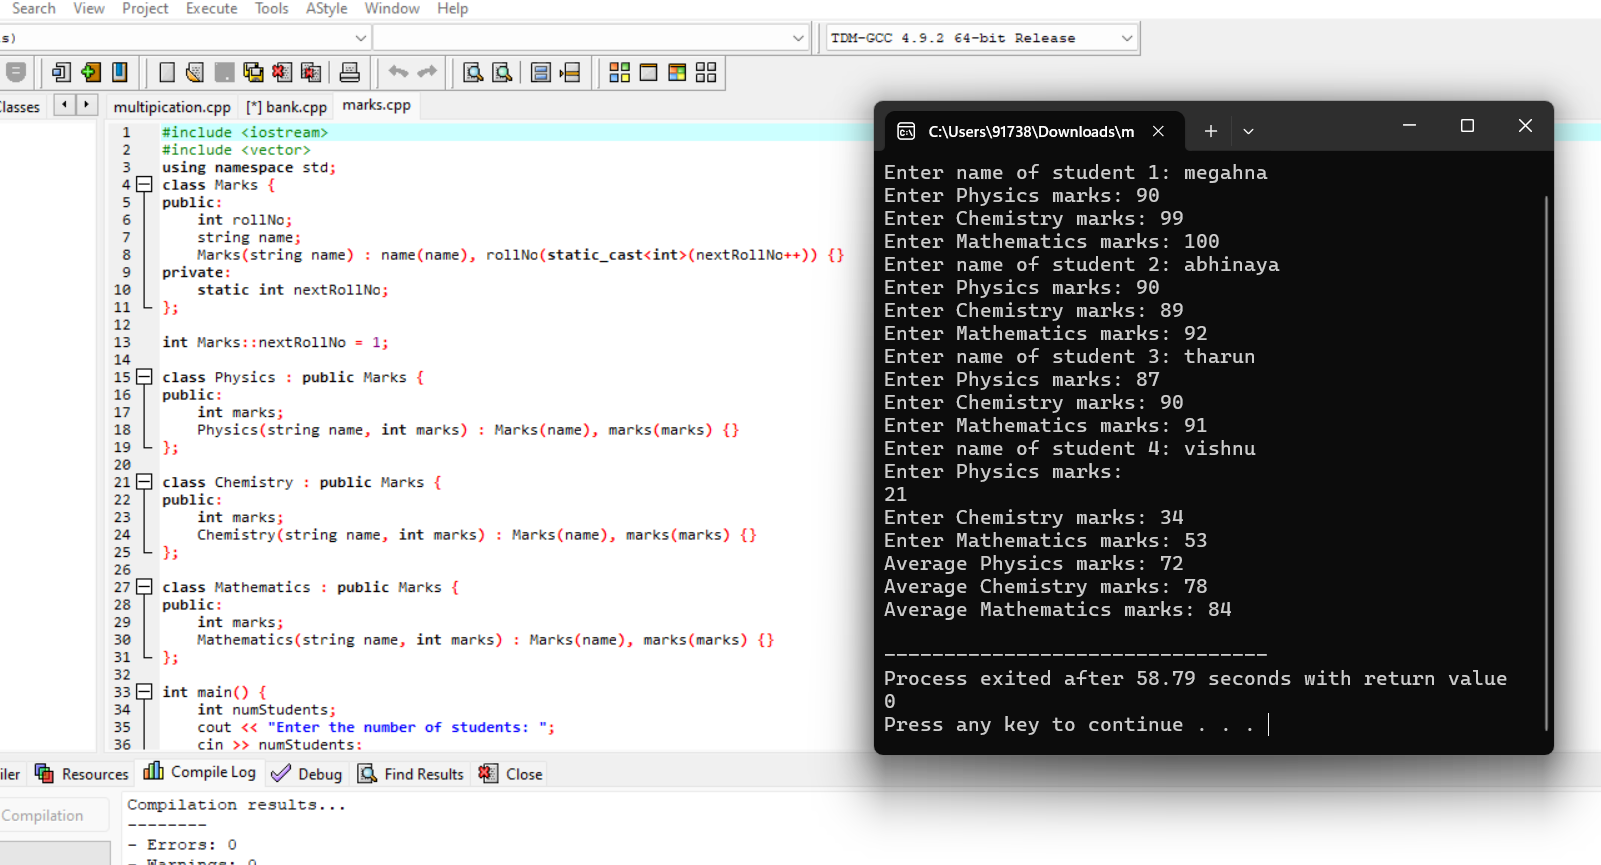 Search View Project Execute Tools AStyle Window Help
s)
TDM-GCC 4.9.2 64-bit Release
lasses multipication.cpp [*] bank.cpp marks.cpp
1 #include <iostream>
2 #include <vector>
3 using namespace std;
4 class Marks {
5 public:
6 int rollNo;
7 string name;
8 Marks(string name) : name(name), rollNo(static_cast<int>(nextRollNo++)) {}
9 private:
10 static int nextRollNo;
11 };
12
13 int Marks::nextRollNo = 1;
14
15 class Physics : public Marks {
16 public:
17 int marks;
18 Physics(string name, int marks) : Marks(name), marks(marks) {}
19 };
20
21 class Chemistry : public Marks {
22 public:
23 int marks;
24 Chemistry(string name, int marks) : Marks(name), marks(marks) {}
25 };
26
27 class Mathematics : public Marks {
28 public:
29 int marks;
30 Mathematics(string name, int marks) : Marks(name), marks(marks) {}
31 };
32
33 int main() {
34 int numStudents;
35 cout << "Enter the number of students: ";
36 cin >> numStudents;
C:\Users\91738\Downloads\m
Enter name of student 1: megahna
Enter Physics marks: 90
Enter Chemistry marks: 99
Enter Mathematics marks: 100
Enter name of student 2: abhinaya
Enter Physics marks: 90
Enter Chemistry marks: 89
Enter Mathematics marks: 92
Enter name of student 3: tharun
Enter Physics marks: 87
Enter Chemistry marks: 90
Enter Mathematics marks: 91
Enter name of student 4: vishnu
Enter Physics marks:
21
Enter Chemistry marks: 34
Enter Mathematics marks: 53
Average Physics marks: 72
Average Chemistry marks: 78
Average Mathematics marks: 84
--------------------------------
Process exited after 58.79 seconds with return value
0
Press any key to continue . . .
iler Resources Compile Log Debug Find Results Close
Compilation
Compilation results...
--------
- Errors: 0
- Warnings: 0